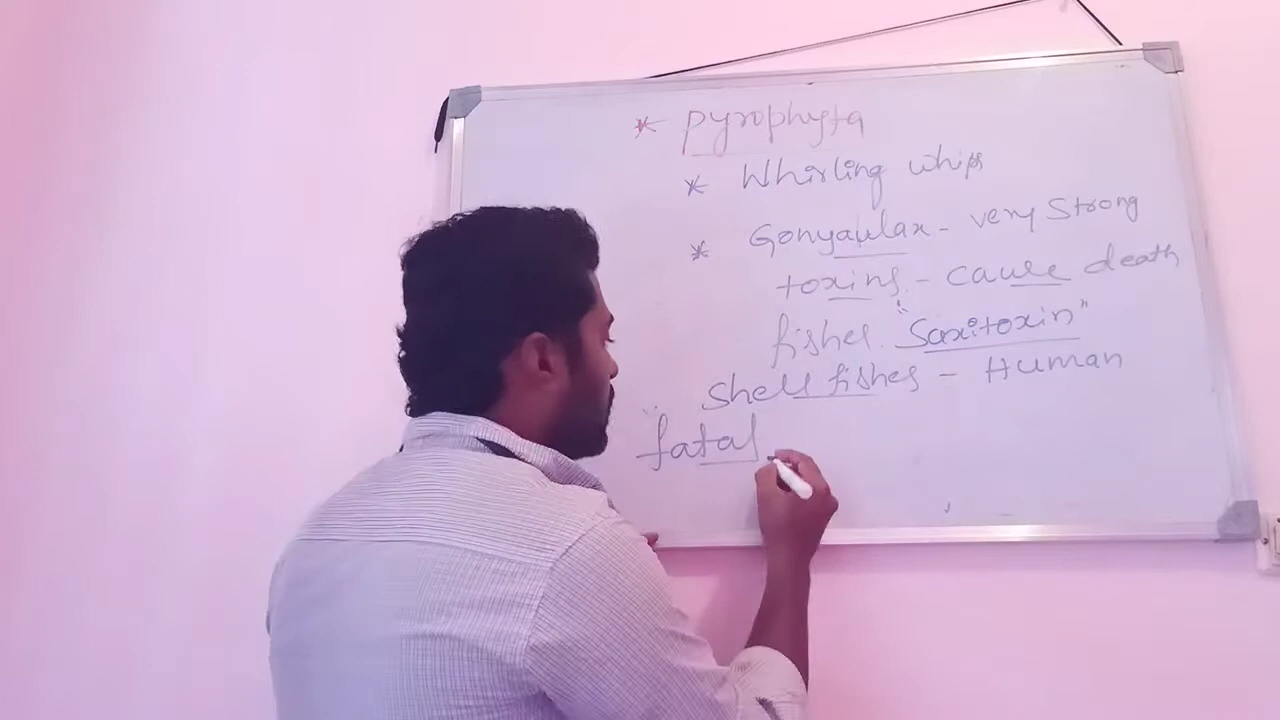 * Pyrophyta
* Whirling whips
* Gonyaulax - very Strong
toxins - cause death
fishes. "Saxitoxin"
Shell fishes - Human
"fatal